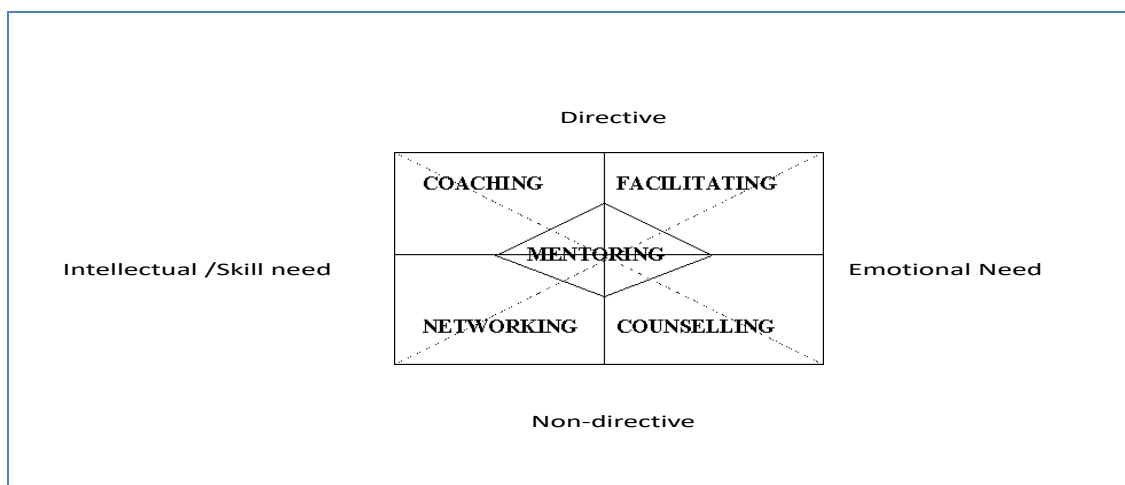 Directive
COACHING FACILITATING
MENTORING
Intellectual /Skill need Emotional Need
NETWORKING COUNSELLING
Non-directive